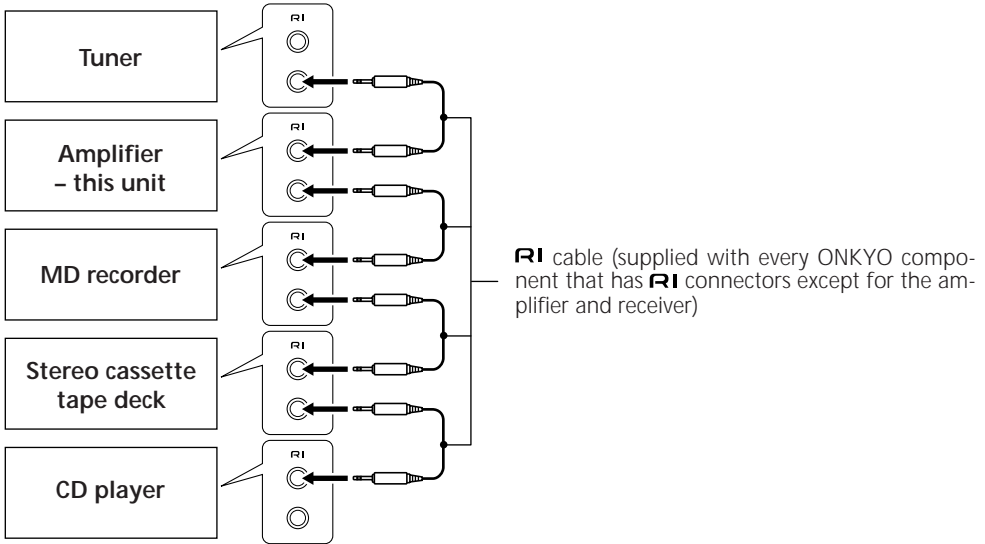 RI
Tuner
RI
Amplifier
– this unit
RI
MD recorder
RI cable (supplied with every ONKYO compo-
nent that has RI connectors except for the am-
plifier and receiver)
RI
Stereo cassette
tape deck
RI
CD player